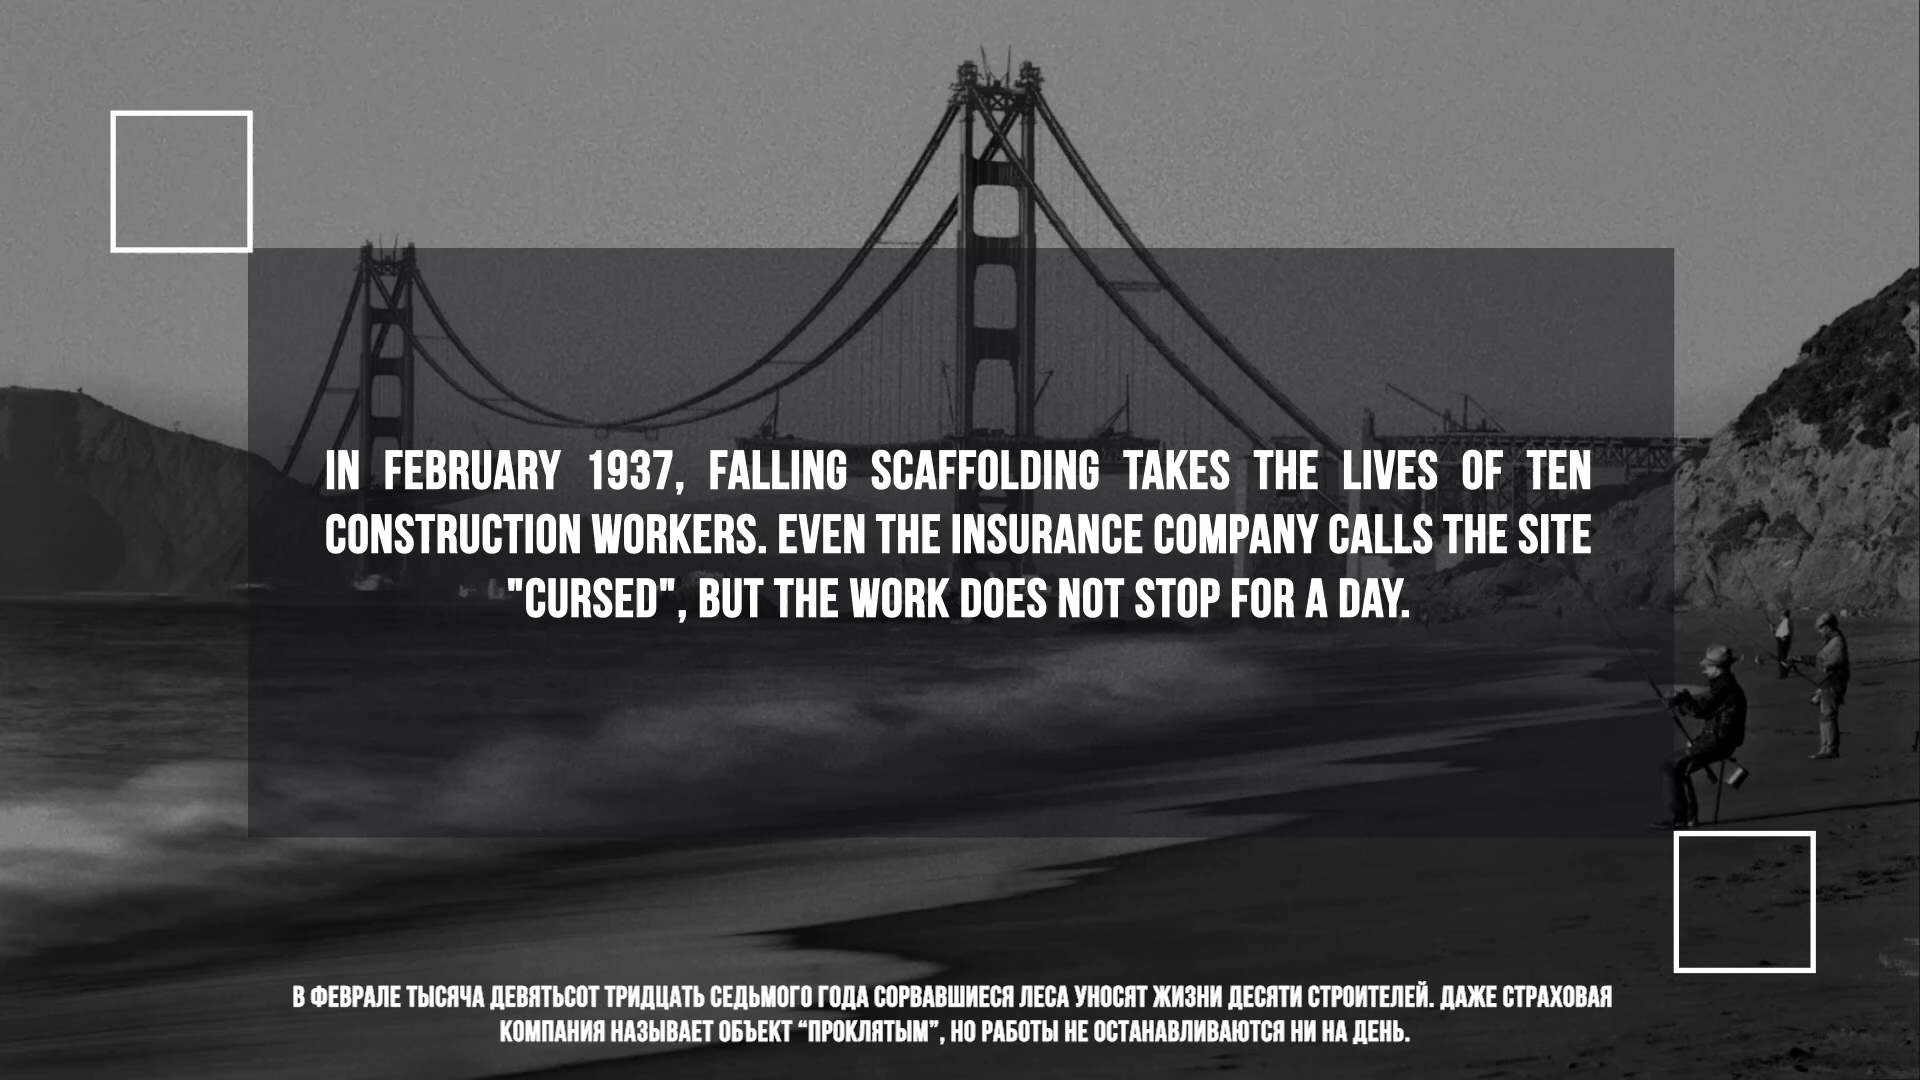 IN FEBRUARY 1937, FALLING SCAFFOLDING TAKES THE LIVES OF TEN
CONSTRUCTION WORKERS. EVEN THE INSURANCE COMPANY CALLS THE SITE
"CURSED", BUT THE WORK DOES NOT STOP FOR A DAY.
В ФЕВРАЛЕ ТЫСЯЧА ДЕВЯТЬСОТ ТРИДЦАТЬ СЕДЬМОГО ГОДА СОРВАВШИЕСЯ ЛЕСА УНОСЯТ ЖИЗНИ ДЕСЯТИ СТРОИТЕЛЕЙ. ДАЖЕ СТРАХОВАЯ
КОМПАНИЯ НАЗЫВАЕТ ОБЪЕКТ “ПРОКЛЯТЫМ”, НО РАБОТЫ НЕ ОСТАНАВЛИВАЮТСЯ НИ НА ДЕНЬ.